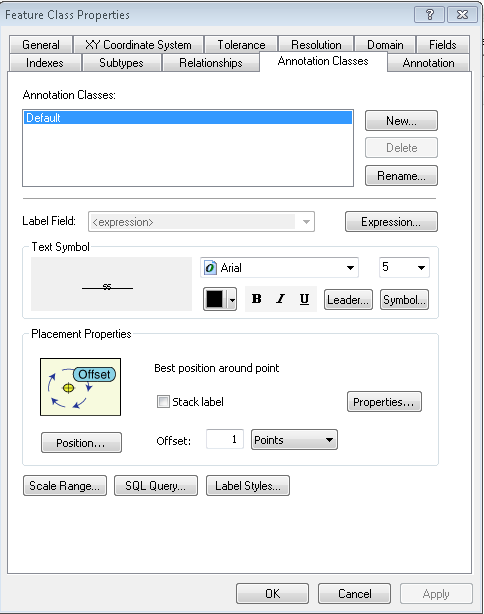 Feature Class Properties
General XY Coordinate System Tolerance Resolution Domain Fields
Indexes Subtypes Relationships Annotation Classes Annotation
Annotation Classes:
Default
New...
Delete
Rename...
Label Field: <expression> Expression...
Text Symbol
Arial 5
B I U Leader... Symbol...
Placement Properties
Offset
Best position around point
Stack label Properties...
Position... Offset: 1 Points
Scale Range... SQL Query... Label Styles...
OK Cancel Apply